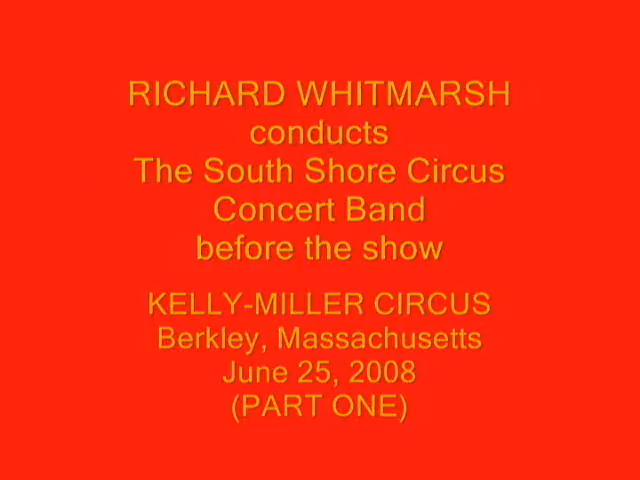 RICHARD WHITMARSH
conducts
The South Shore Circus
Concert Band
before the show
KELLY-MILLER CIRCUS
Berkley, Massachusetts
June 25, 2008
(PART ONE)